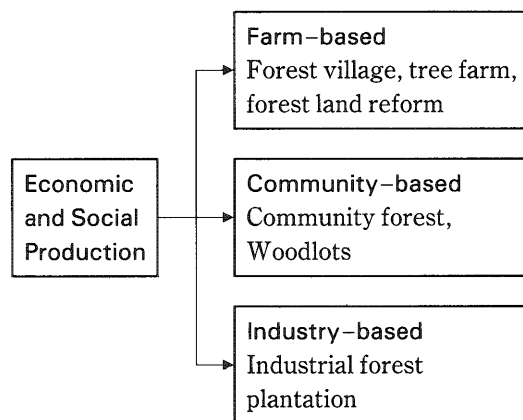 Farm-based
Forest village, tree farm,
forest land reform
Economic
and Social
Production
Community-based
Community forest,
Woodlots
Industry-based
Industrial forest
plantation